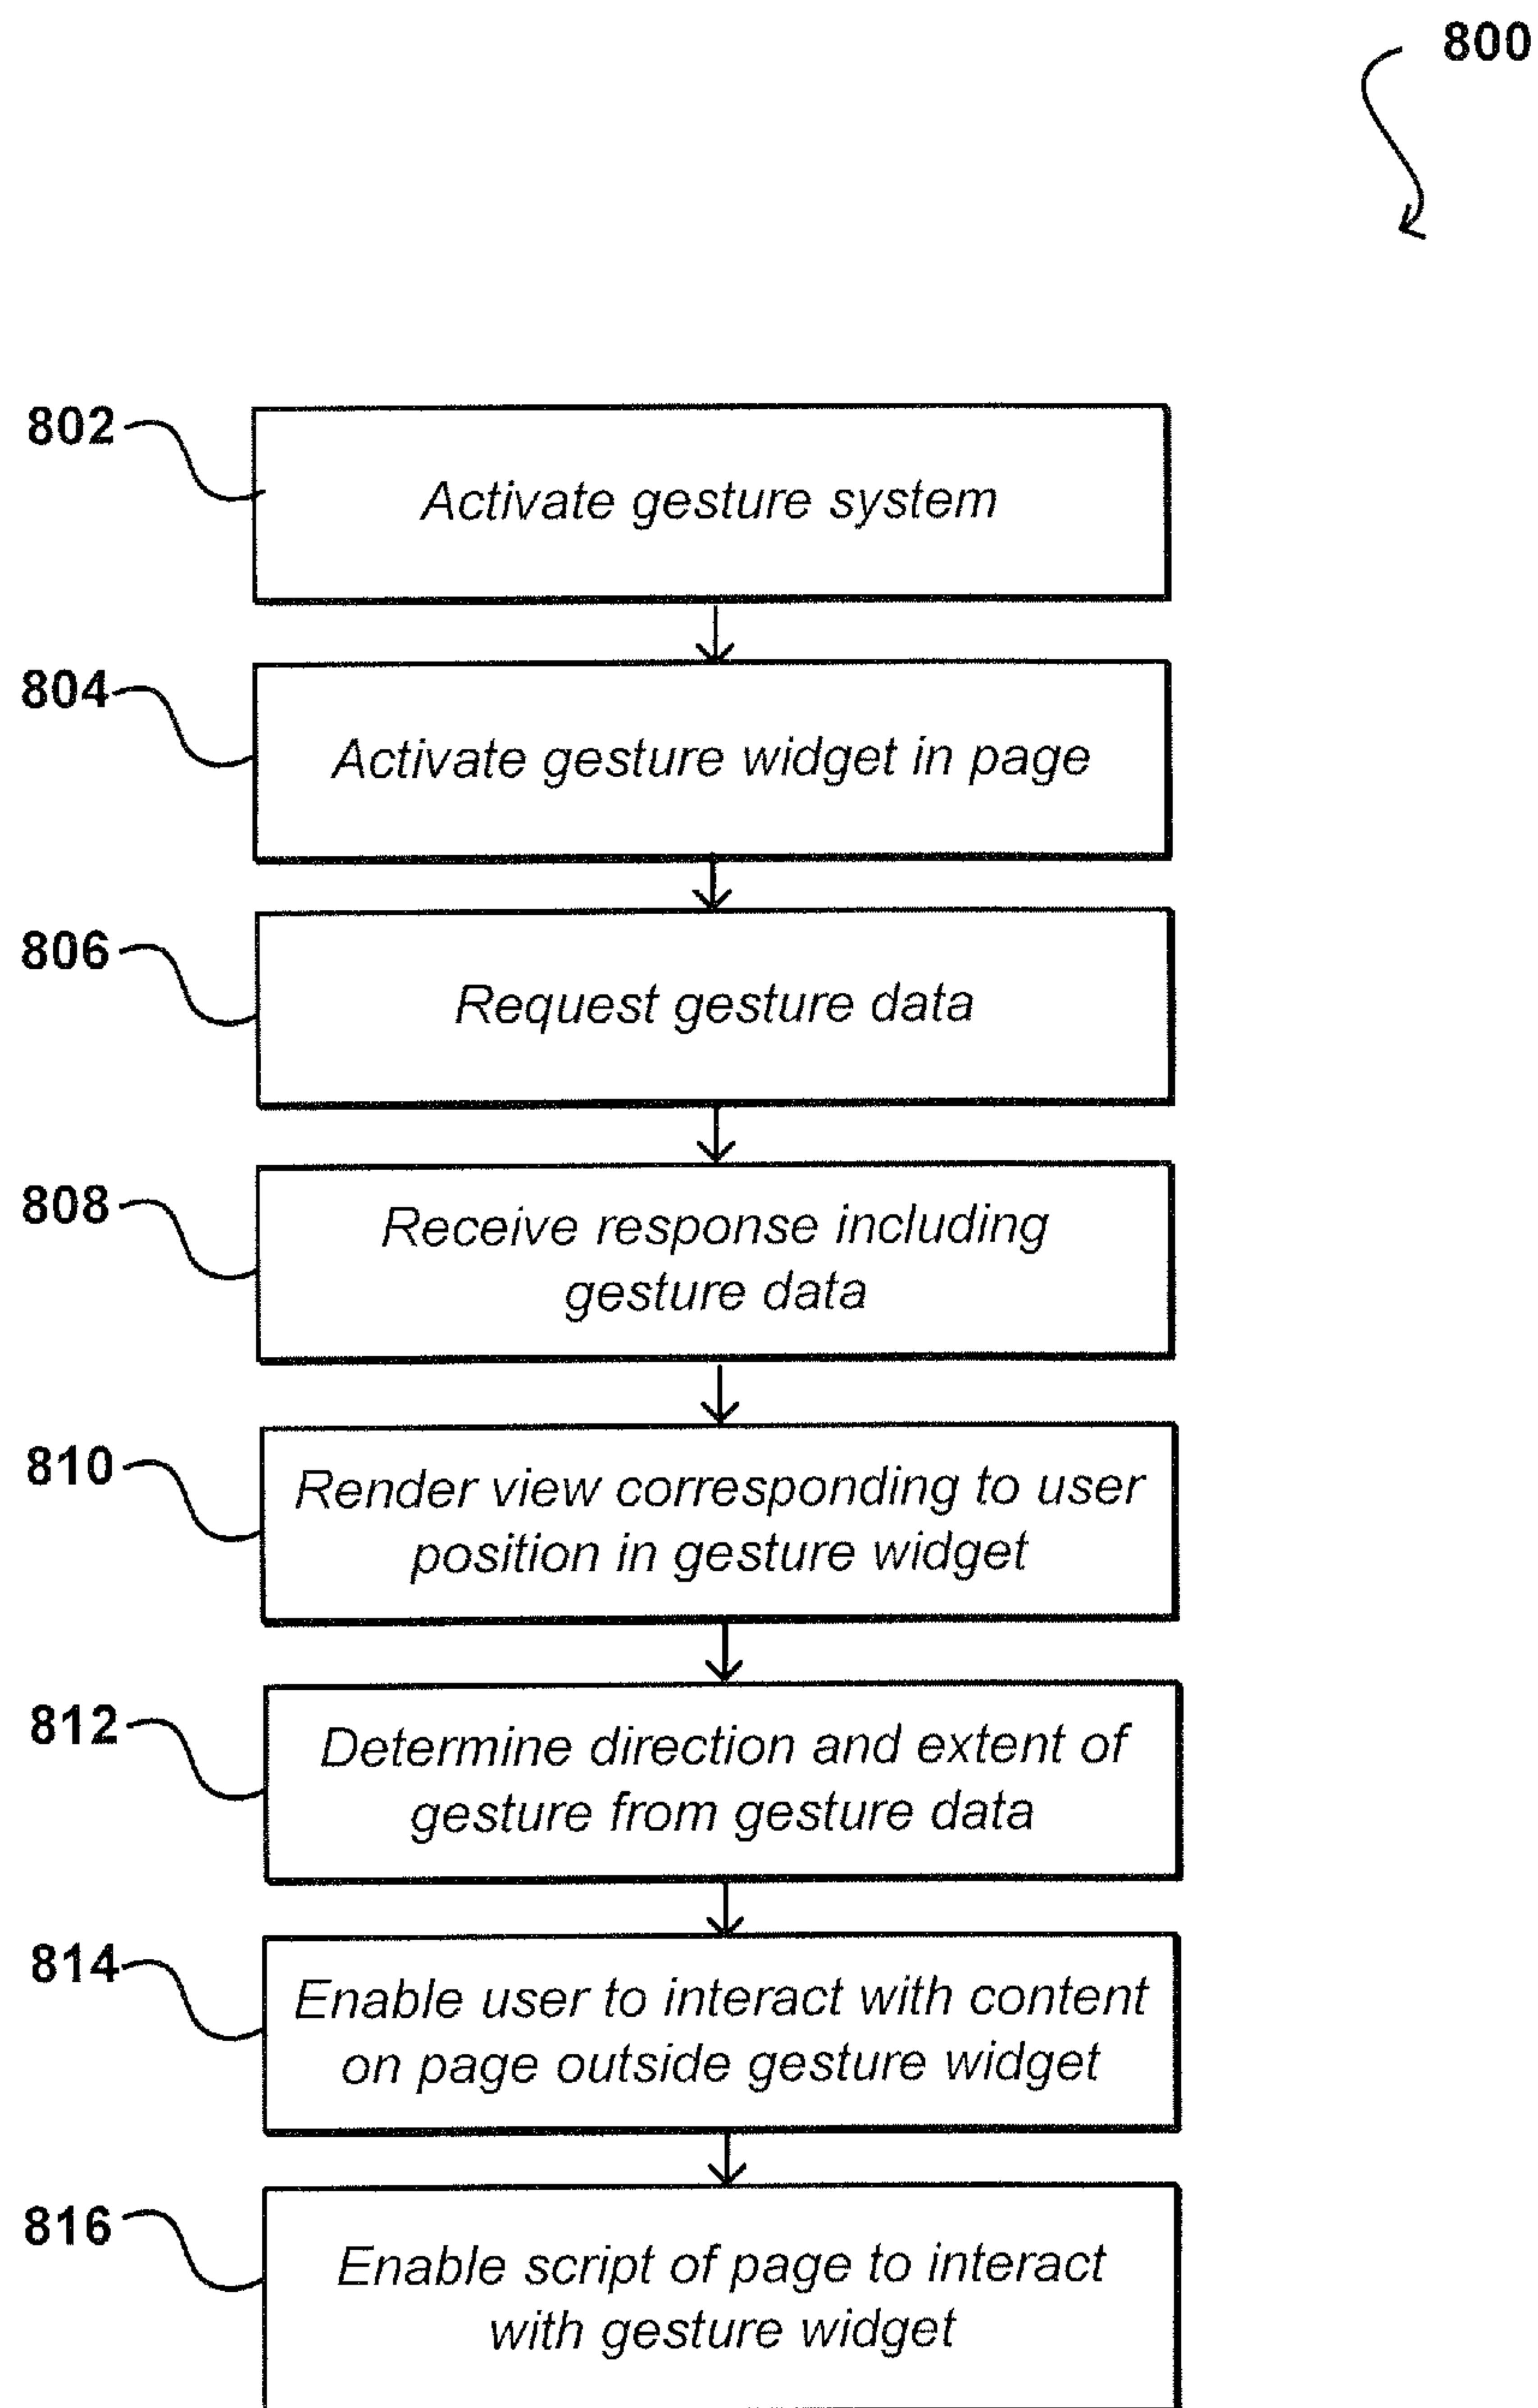 800
802
Activate gesture system
804
Activate gesture widget in page
806
Request gesture data
808
Receive response including
gesture data
810
Render view corresponding to user
position in gesture widget
812
Determine direction and extent of
gesture from gesture data
814
Enable user to interact with content
on page outside gesture widget
816
Enable script of page to interact
with gesture widget